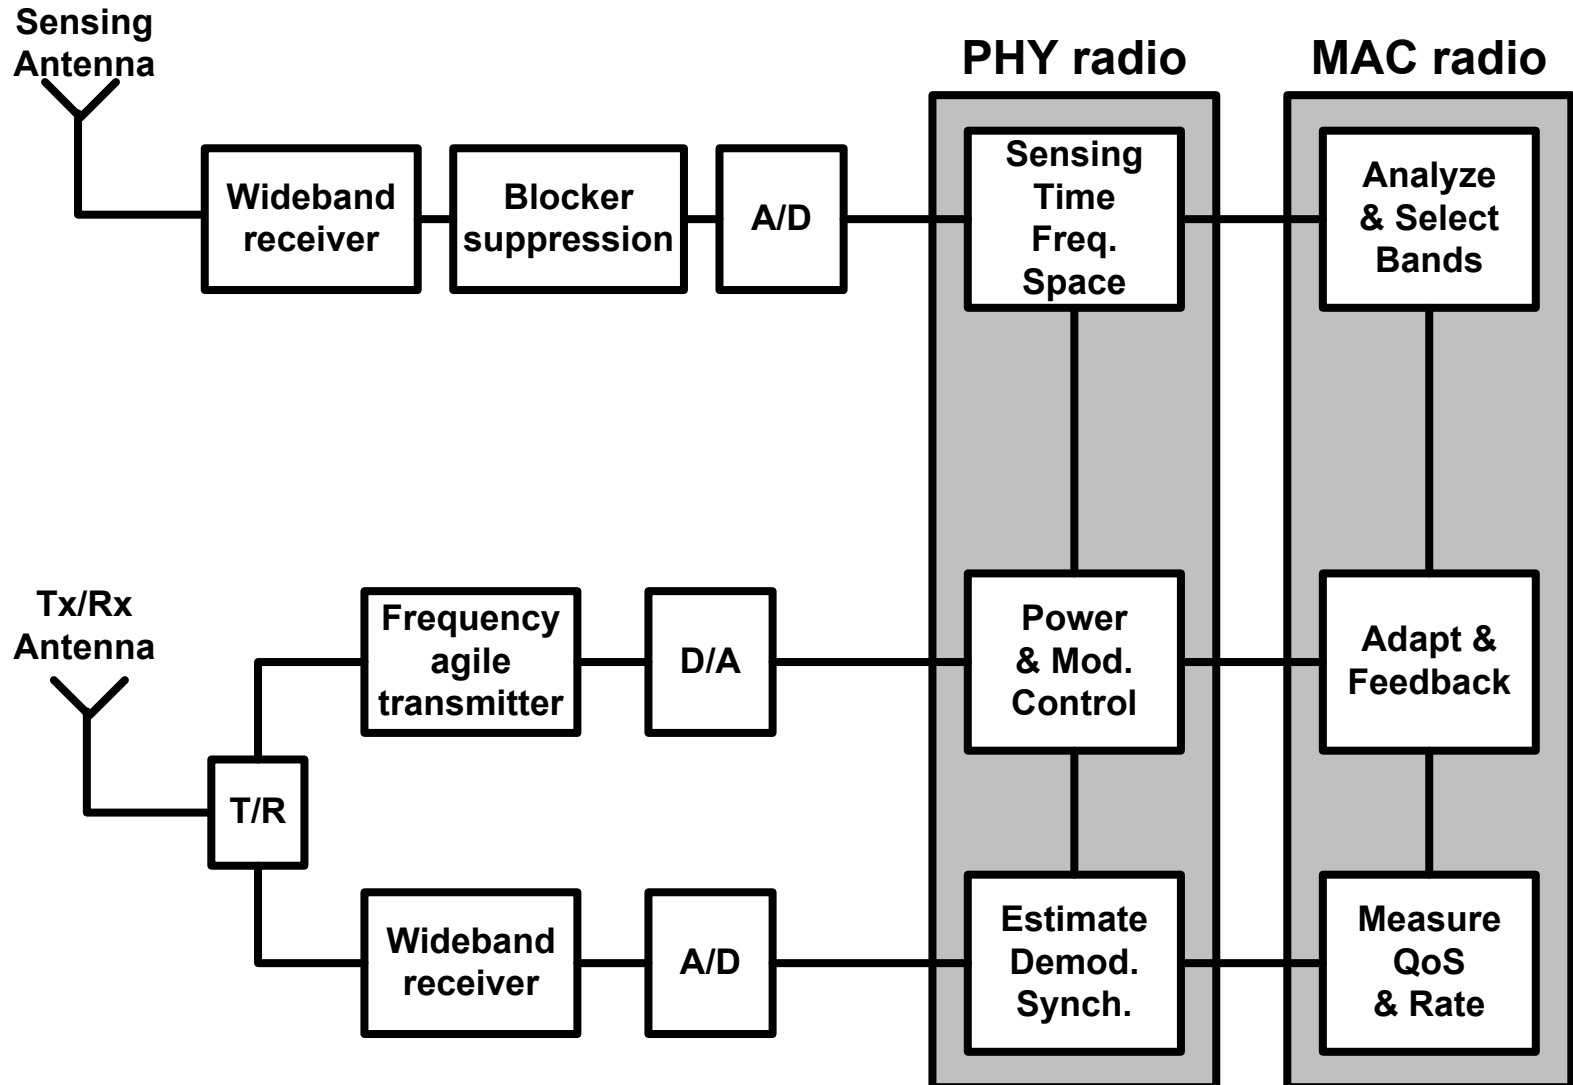 Sensing
Antenna
PHY radio
MAC radio
Wideband
receiver
Blocker
suppression
A/D
Sensing
Time
Freq.
Space
Analyze
& Select
Bands
Tx/Rx
Antenna
Frequency
agile
transmitter
D/A
Power
& Mod.
Control
Adapt &
Feedback
T/R
Wideband
receiver
A/D
Estimate
Demod.
Synch.
Measure
QoS
& Rate